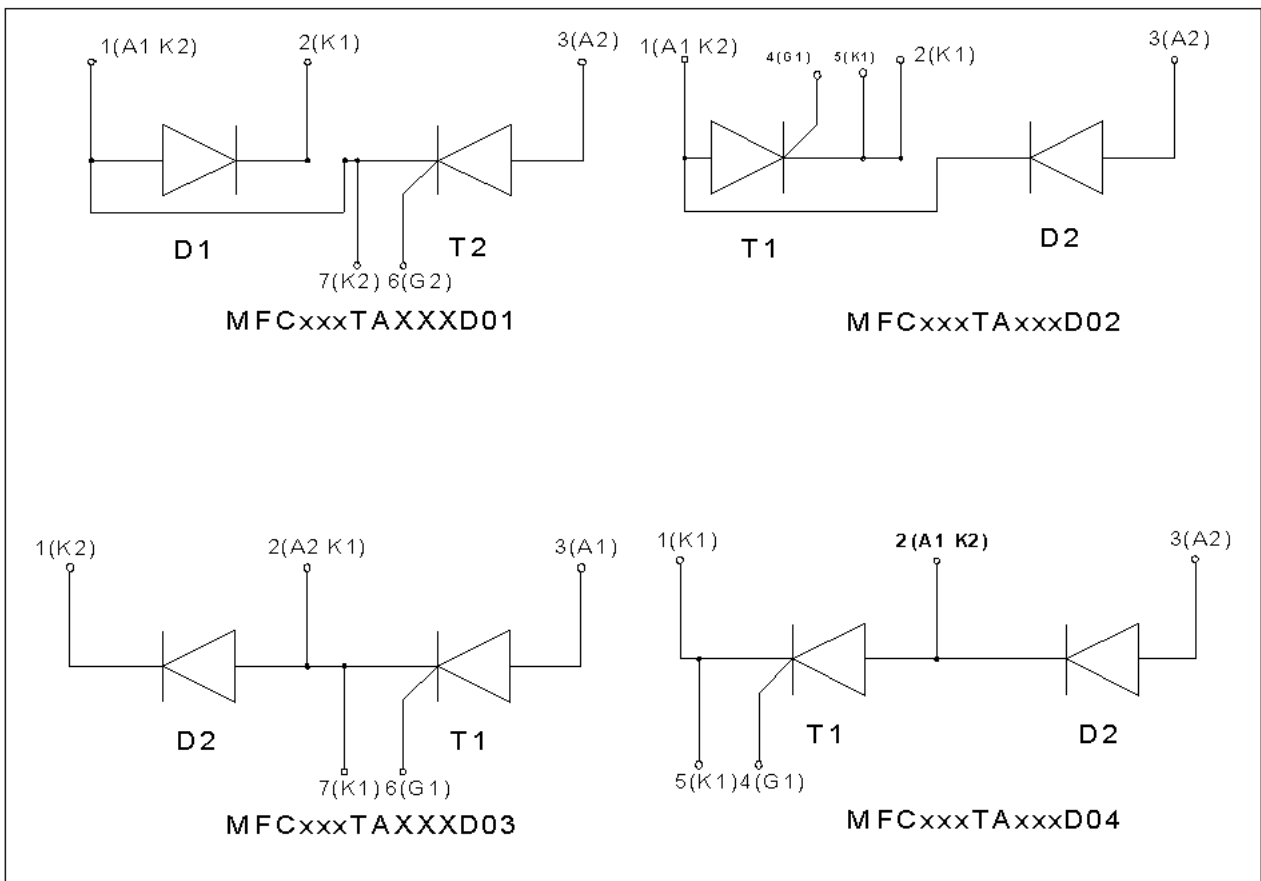 1(A1 K2) 2(K1) 3(A2)
D1 T2
7(K2) 6(G2)
MFCxxxTAXXXD01
1(A1 K2) 4(G1) 5(K1) 2(K1) 3(A2)
T1 D2
MFCxxxTAxxxD02
1(K2) 2(A2 K1) 3(A1)
D2 T1
7(K1) 6(G1)
MFCxxxTAXXXD03
1(K1) 2(A1 K2) 3(A2)
T1 D2
5(K1) 4(G1)
MFCxxxTAxxxD04